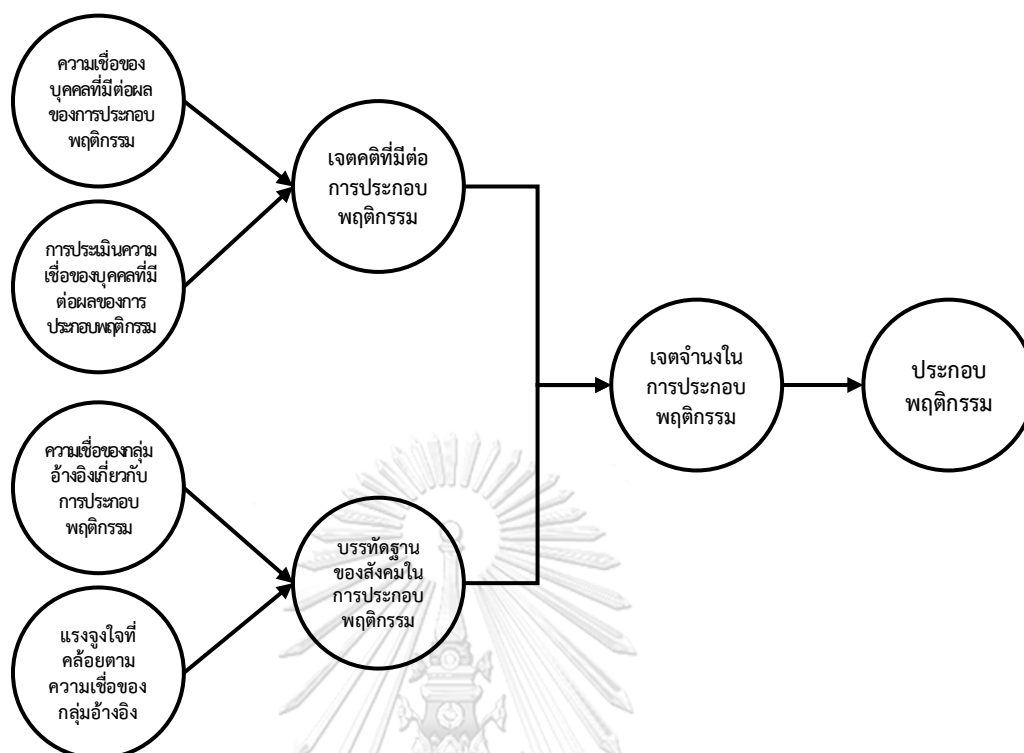 ความเชื่อของ
บุคคลที่มีต่อผล
ของการประกอบ
พฤติกรรม
การประเมินความ
เชื่อของบุคคลที่มี
ต่อผลของการ
ประกอบพฤติกรรม
เจตคติที่มีต่อ
การประกอบ
พฤติกรรม
ความเชื่อของกลุ่ม
อ้างอิงเกี่ยวกับ
การประกอบ
พฤติกรรม
แรงจูงใจที่
คล้อยตาม
ความเชื่อของ
กลุ่มอ้างอิง
บรรทัดฐาน
ของสังคมใน
การประกอบ
พฤติกรรม
เจตจำนงใน
การประกอบ
พฤติกรรม
ประกอบ
พฤติกรรม